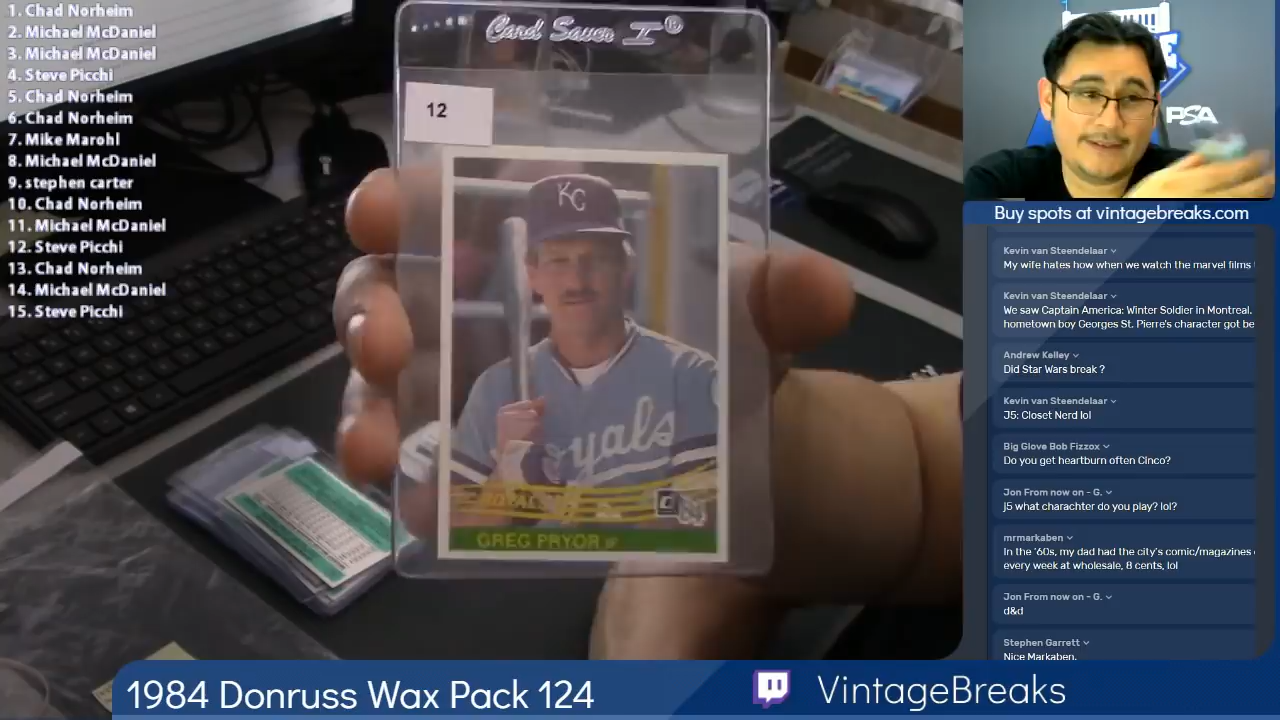 1. Chad Norheim
2. Michael McDaniel
3. Michael McDaniel
4. Steve Picchi
5. Chad Norheim
6. Chad Norheim
7. Mike Marohl
8. Michael McDaniel
9. stephen carter
10. Chad Norheim
11. Michael McDaniel
12. Steve Picchi
13. Chad Norheim
14. Michael McDaniel
15. Steve Picchi
Card Saver I®
12
KC
Royals
ROYALS
84
GREG PRYOR
PSA
Buy spots at vintagebreaks.com
Kevin van Steendelaar
My wife hates how when we watch the marvel films
Kevin van Steendelaar
We saw Captain America: Winter Soldier in Montreal.
hometown boy Georges St. Pierre's character got be
Andrew Kelley
Did Star Wars break ?
Kevin van Steendelaar
J5: Closet Nerd lol
Big Glove Bob Fizzox
Do you get heartburn often Cinco?
Jon From now on - G.
j5 what charachter do you play? lol?
mrmarkaben
In the '60s, my dad had the city's comic/magazines
every week at wholesale, 8 cents, lol
Jon From now on - G.
d&d
Stephen Garrett
Nice Markaben.
1984 Donruss Wax Pack 124
VintageBreaks